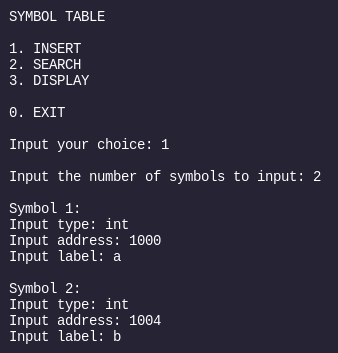 SYMBOL TABLE
1. INSERT
2. SEARCH
3. DISPLAY
0. EXIT
Input your choice: 1
Input the number of symbols to input: 2
Symbol 1:
Input type: int
Input address: 1000
Input label: a
Symbol 2:
Input type: int
Input address: 1004
Input label: b